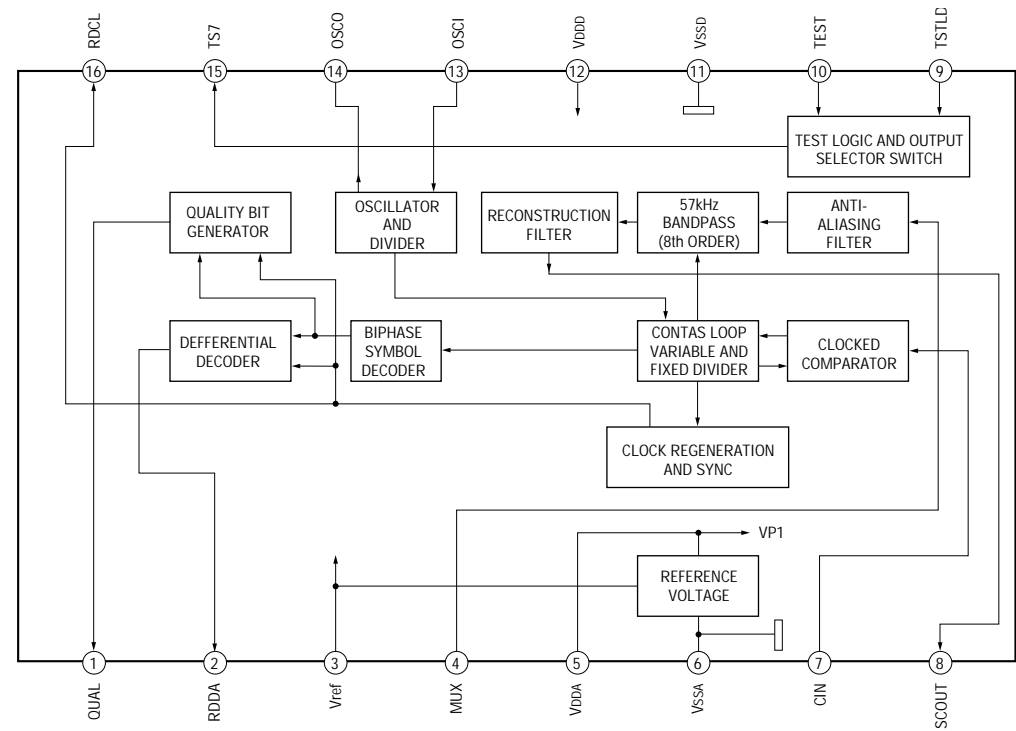 RDCL
TS7
OSCO
OSCI
VDDD
VSSD
TEST
TSTLD
16
15
14
13
12
11
10
9
TEST LOGIC AND OUTPUT
SELECTOR SWITCH
QUALITY BIT
GENERATOR
OSCILLATOR
AND
DIVIDER
RECONSTRUCTION
FILTER
57kHz
BANDPASS
(8th ORDER)
ANTI-
ALIASING
FILTER
DEFFERENTIAL
DECODER
BIPHASE
SYMBOL
DECODER
CONTAS LOOP
VARIABLE AND
FIXED DIVIDER
CLOCKED
COMPARATOR
CLOCK REGENERATION
AND SYNC
VP1
REFERENCE
VOLTAGE
1
2
3
4
5
6
7
8
QUAL
RDDA
Vref
MUX
VDDA
VSSA
CIN
SCOUT